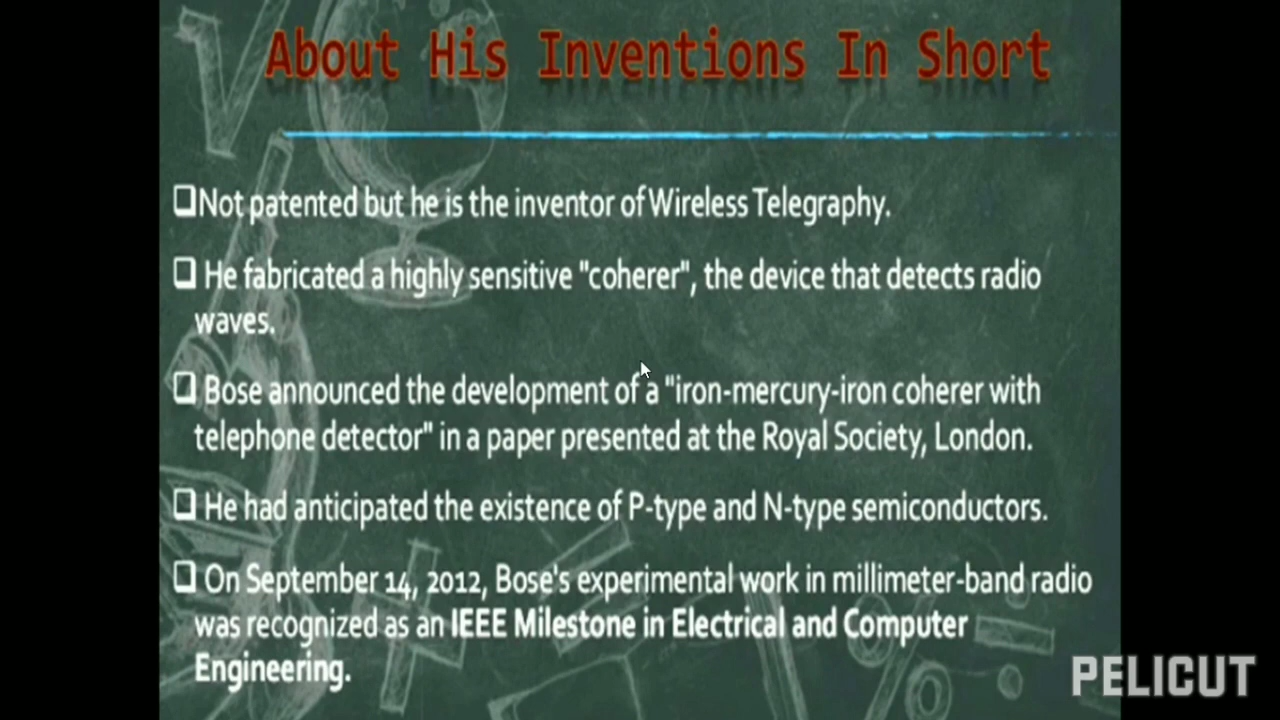 About His Inventions In Short
❑Not patented but he is the inventor of Wireless Telegraphy.
❑ He fabricated a highly sensitive "coherer", the device that detects radio
waves.
❑ Bose announced the development of a "iron-mercury-iron coherer with
telephone detector" in a paper presented at the Royal Society, London.
❑ He had anticipated the existence of P-type and N-type semiconductors.
❑ On September 14, 2012, Bose's experimental work in millimeter-band radio
was recognized as an IEEE Milestone in Electrical and Computer
Engineering.
PELICUT